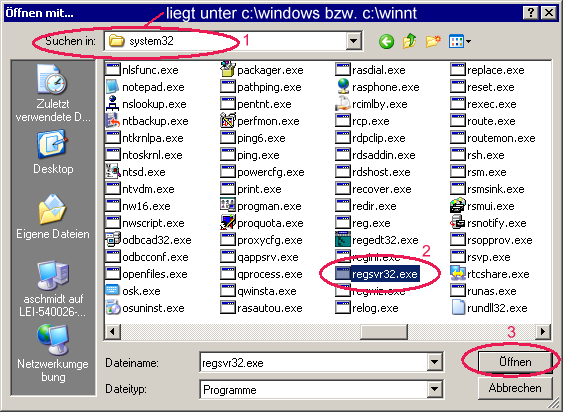 liegt unter c:\windows bzw. c:\winnt
Öffnen mit...
Suchen in:
system32
1
Zuletzt
verwendete D...
Desktop
Eigene Dateien
aschmidt auf
LEI-540026-...
Netzwerkumge
bung
nlsfunc.exe
notepad.exe
nslookup.exe
ntbackup.exe
ntkrnlpa.exe
ntoskrnl.exe
ntsd.exe
ntvdm.exe
nw16.exe
nwscript.exe
odbcad32.exe
odbcconf.exe
openfiles.exe
osk.exe
osuninst.exe
packager.exe
pathping.exe
pentnt.exe
perfmon.exe
ping6.exe
ping.exe
powercfg.exe
print.exe
progman.exe
proquota.exe
proxycfg.exe
qappsrv.exe
qprocess.exe
qwinsta.exe
rasautou.exe
rasdial.exe
rasphone.exe
rcimlby.exe
rcp.exe
rdpclip.exe
rdsaddin.exe
rdshost.exe
recover.exe
redir.exe
reg.exe
regedt32.exe
regini.exe
regsvr32.exe
regwiz.exe
relog.exe
2
replace.exe
reset.exe
rexec.exe
route.exe
routemon.exe
rsh.exe
rsm.exe
rsmsink.exe
rsmui.exe
rsnotify.exe
rsopprov.exe
rsvp.exe
rtcshare.exe
runas.exe
rundll32.exe
3
Dateiname:
regsvr32.exe
Öffnen
Dateityp:
Programme
Abbrechen